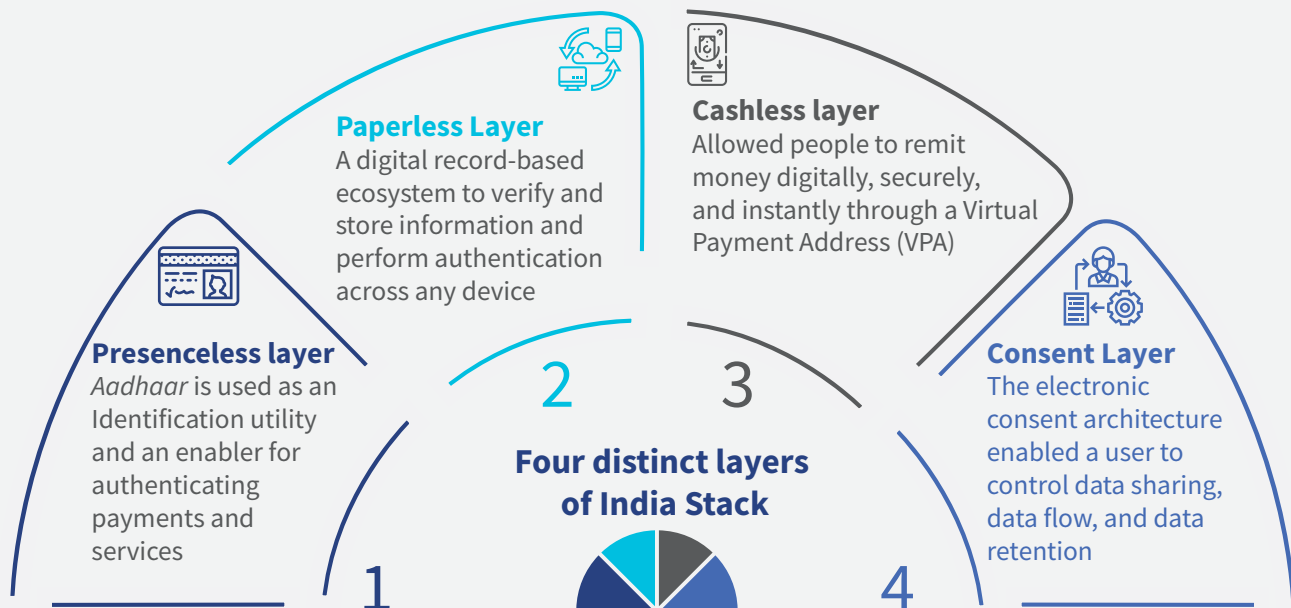 Presenceless layer
Aadhaar is used as an
Identification utility
and an enabler for
authenticating
payments and
services
1
Paperless Layer
A digital record-based
ecosystem to verify and
store information and
perform authentication
across any device
2
Cashless layer
Allowed people to remit
money digitally, securely,
and instantly through a Virtual
Payment Address (VPA)
3
Consent Layer
The electronic
consent architecture
enabled a user to
control data sharing,
data flow, and data
retention
4
Four distinct layers
of India Stack